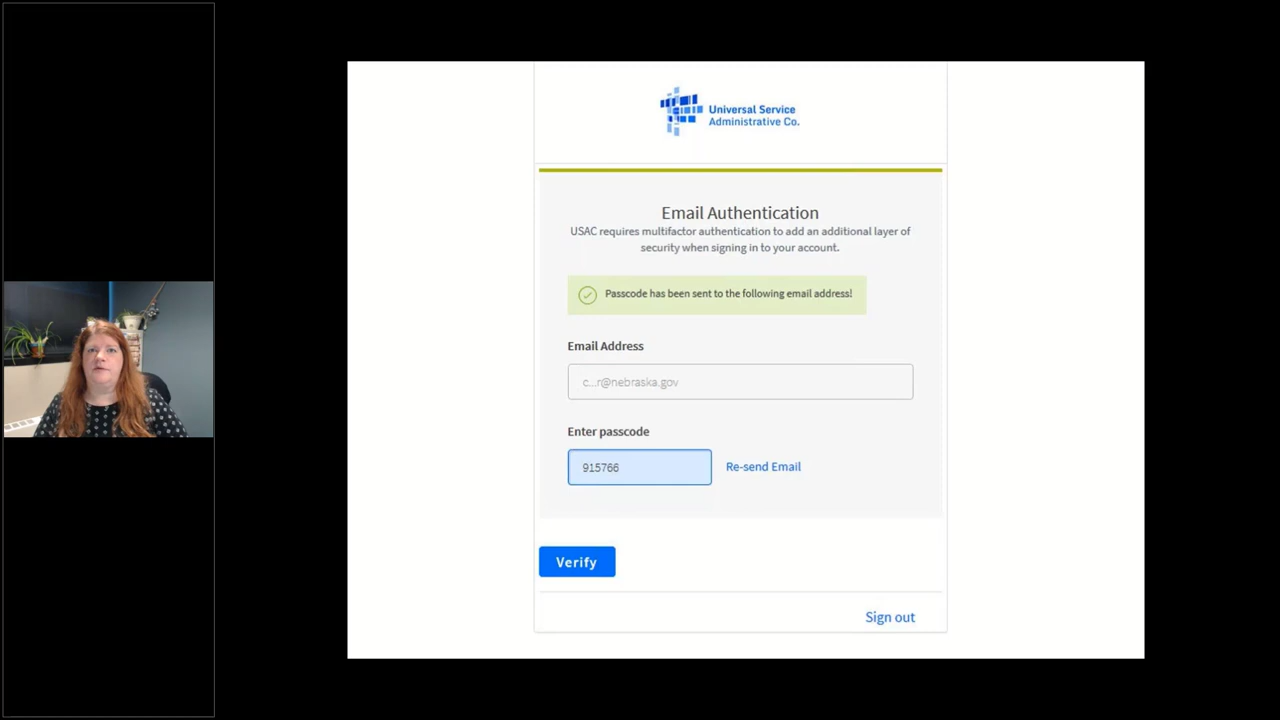 Universal Service
Administrative Co.
Email Authentication
USAC requires multifactor authentication to add an additional layer of
security when signing in to your account.
Passcode has been sent to the following email address!
Email Address
c...r@nebraska.gov
Enter passcode
915766
Re-send Email
Verify
Sign out